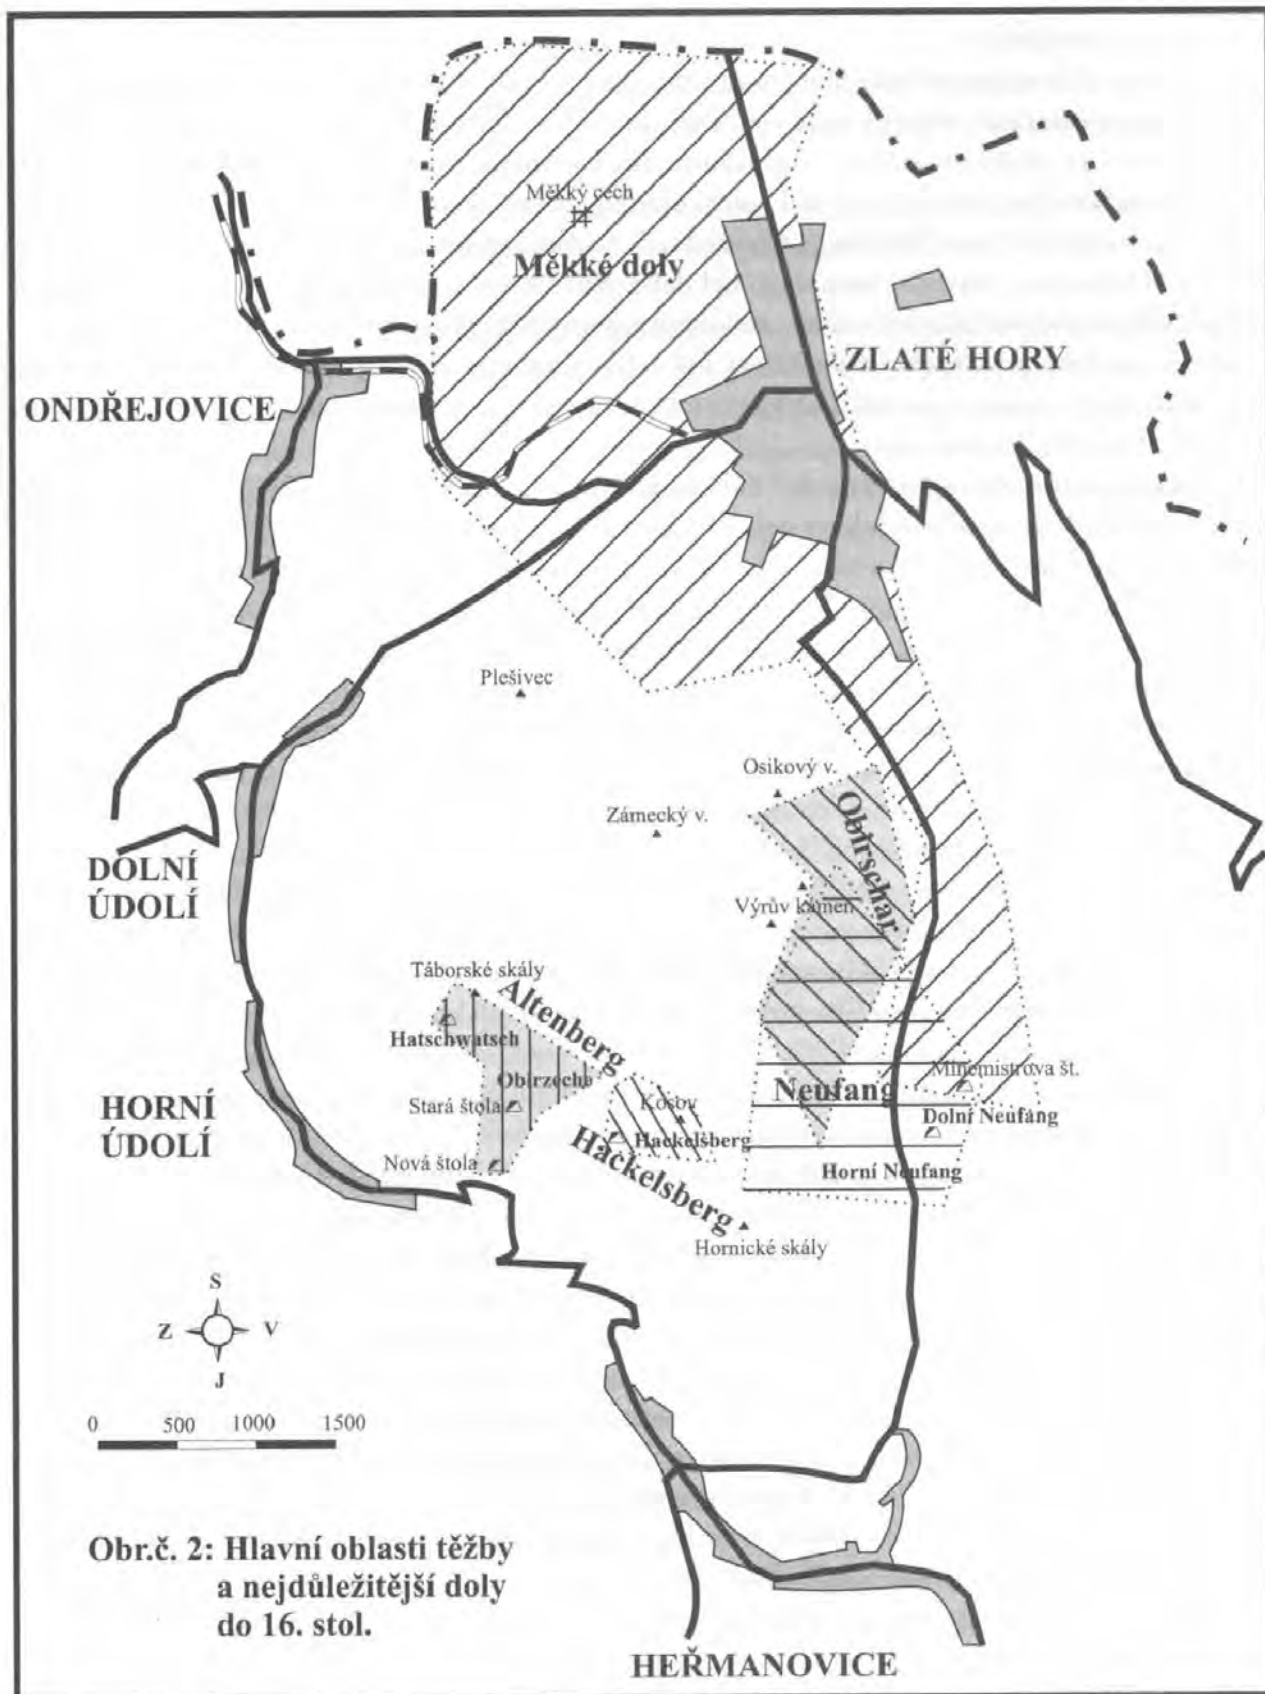 Měkký cech
Měkké doly
ZLATÉ HORY
ONDŘEJOVICE
Plešivec
Osikový v.
Zámecký v.
Obirschar
DOLNÍ
ÚDOLÍ
Výrův kámen
Táborské skály
Altenberg
Hatschwatsch
Obirzeche
Mincmistrova št.
Neufang
Kosov
Stará štola
Dolní Neufang
HORNÍ
ÚDOLÍ
Hackelsberg
Nová štola
Horní Neufang
Hackelsberg
Hornické skály
S
Z V
J
0 500 1000 1500
Obr.č. 2: Hlavní oblasti těžby
a nejdůležitější doly
do 16. stol.
HEŘMANOVICE